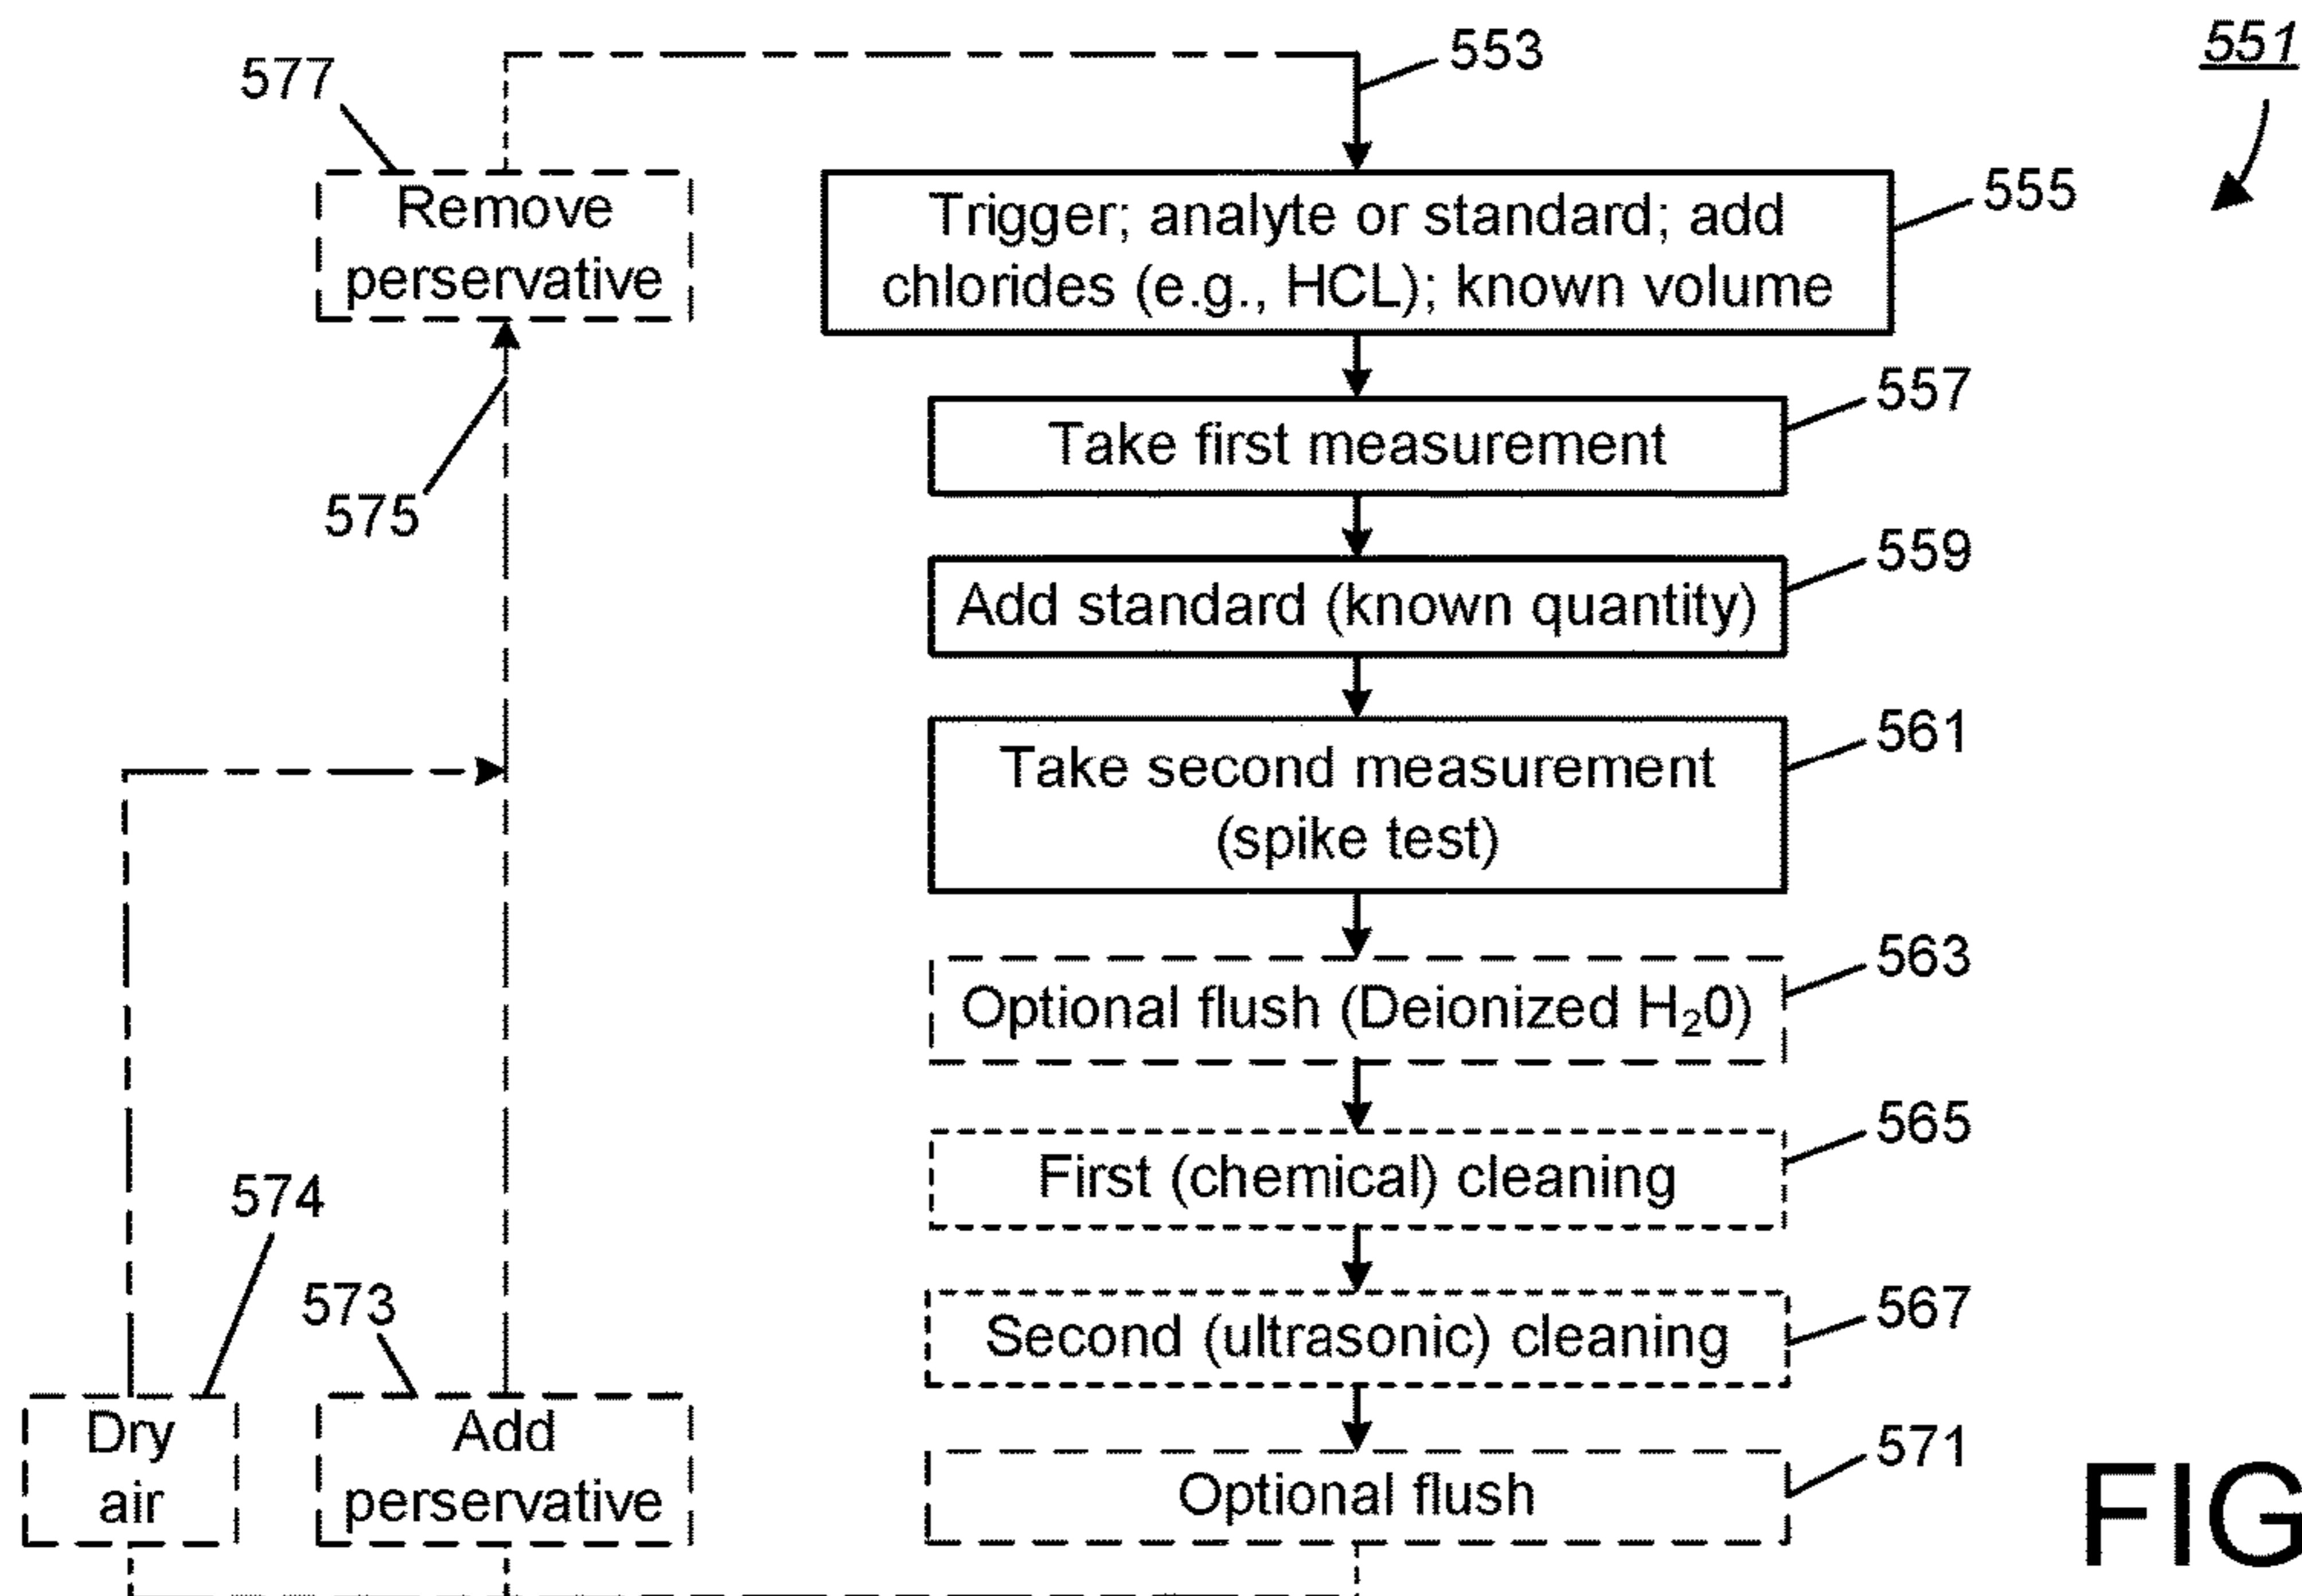 551
553
577
Remove
perservative
Trigger; analyte or standard; add
chlorides (e.g., HCL); known volume
555
557
Take first measurement
575
559
Add standard (known quantity)
561
Take second measurement
(spike test)
563
Optional flush (Deionized H₂0)
565
First (chemical) cleaning
574
573
567
Second (ultrasonic) cleaning
Dry
air
Add
perservative
571
Optional flush
FIG